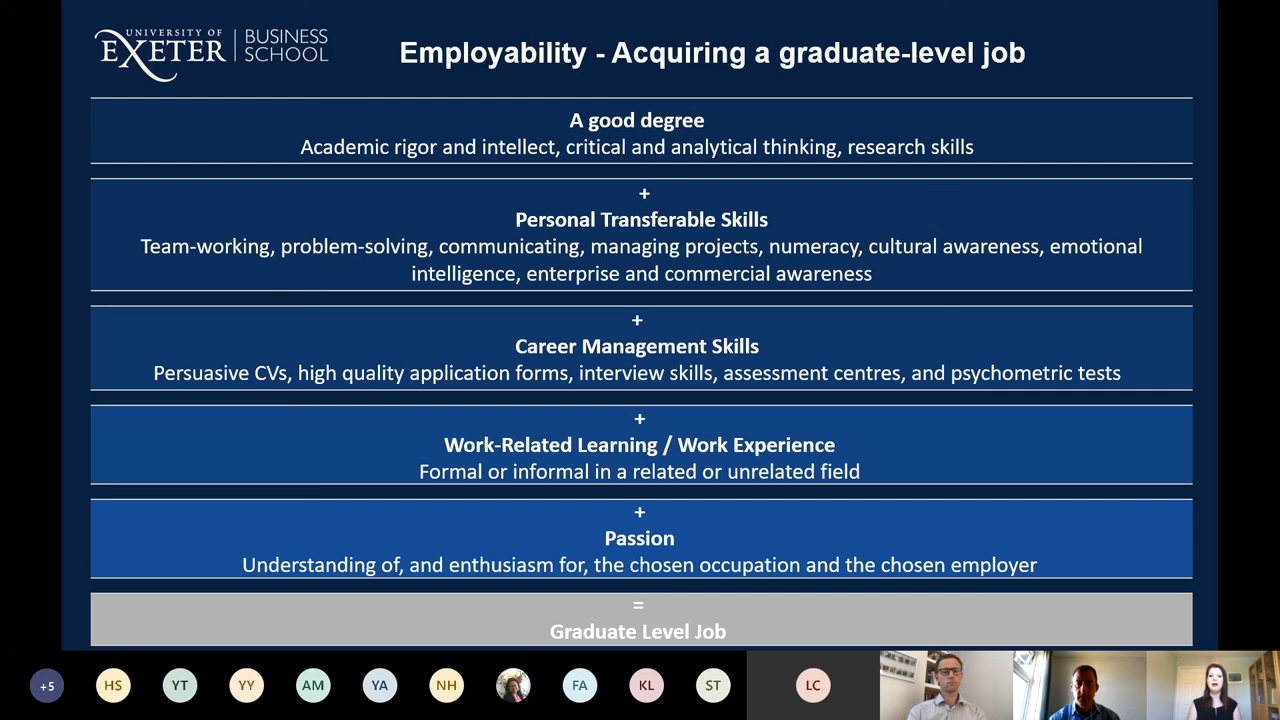 UNIVERSITY OF
EXETER
BUSINESS
SCHOOL
Employability - Acquiring a graduate-level job
A good degree
Academic rigor and intellect, critical and analytical thinking, research skills
+
Personal Transferable Skills
Team-working, problem-solving, communicating, managing projects, numeracy, cultural awareness, emotional
intelligence, enterprise and commercial awareness
+
Career Management Skills
Persuasive CVs, high quality application forms, interview skills, assessment centres, and psychometric tests
+
Work-Related Learning / Work Experience
Formal or informal in a related or unrelated field
+
Passion
Understanding of, and enthusiasm for, the chosen occupation and the chosen employer
=
Graduate Level Job
+5 HS YT YY AM YA NH FA KL ST LC